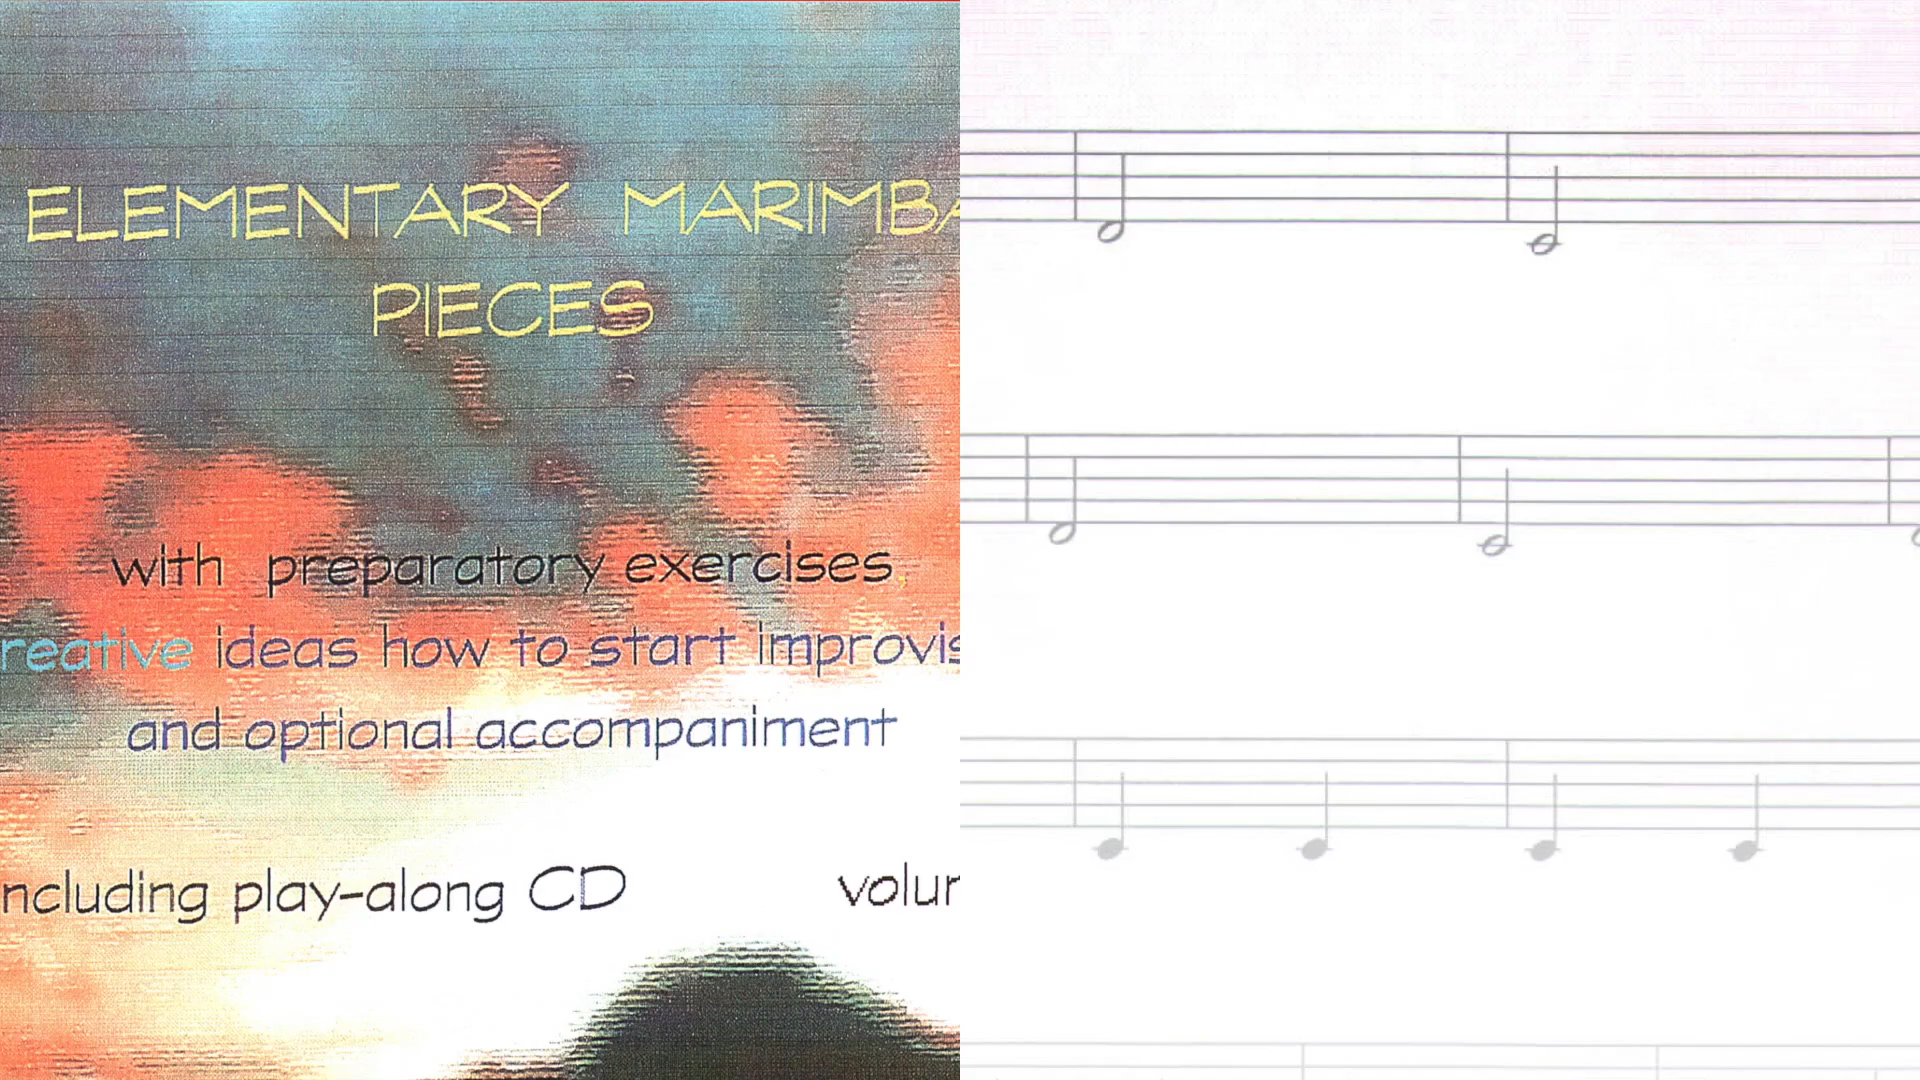 ELEMENTARY MARIMBA
PIECES
with preparatory exercises,
reative ideas how to start improvis
and optional accompaniment
ncluding play-along CD volu